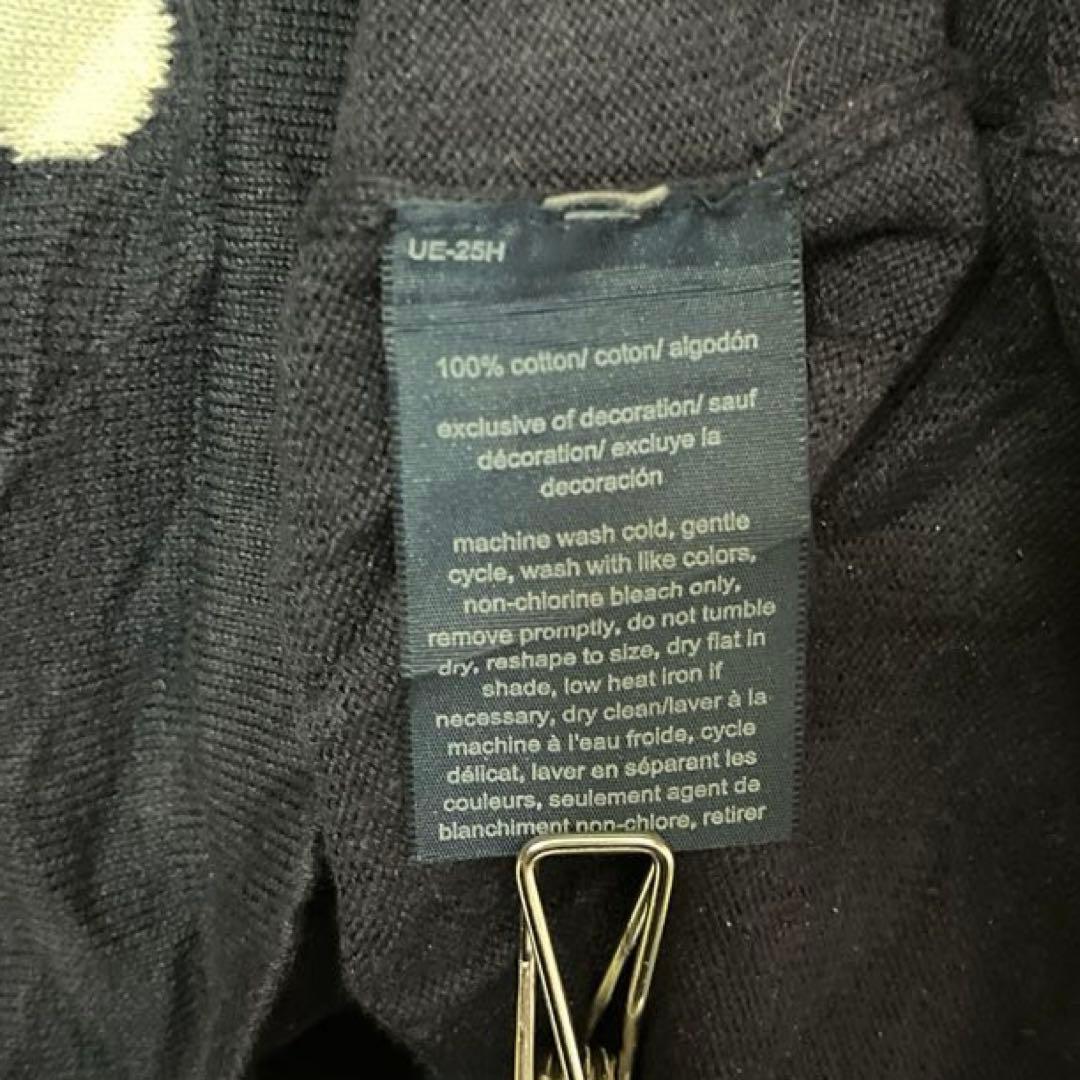 UE-25H
100% cotton/ coton/ algodón
exclusive of decoration/ sauf
décoration/ excluye la
decoración
machine wash cold, gentle
cycle, wash with like colors,
non-chlorine bleach only,
remove promptly, do not tumble
dry, reshape to size, dry flat in
shade, low heat iron if
necessary, dry clean/laver à la
machine à l'eau froide, cycle
délicat, laver en séparant les
couleurs, seulement agent de
blanchiment non-chlore, retirer